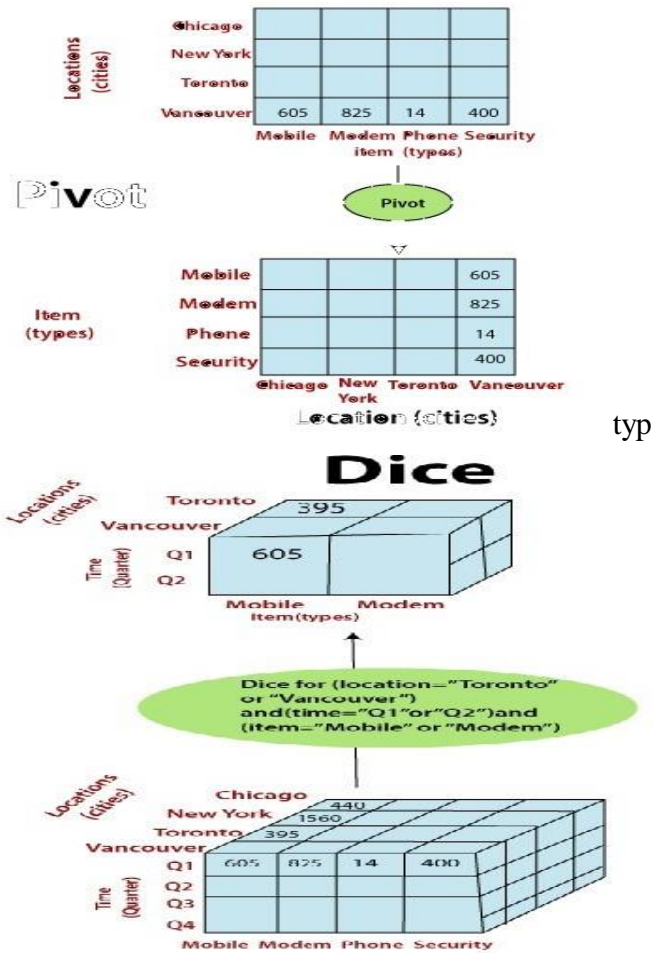 Locations
(cities)
Chicago
New York
Toronto
Vancouver 605 825 14 400
Mobile Modem Phone Security
item (types)
Pivot
Pivot
Item
(types)
Mobile 605
Modem 825
Phone 14
Security 400
Chicago New York Toronto Vancouver
Location (cities)
typ
Dice
Locations
(cities)
Toronto 395
Vancouver
Time
(Quarter)
Q1 605
Q2
Mobile Modem
Item(types)
Dice for (location="Toronto"
or "Vancouver")
and(time="Q1"or"Q2")and
(item="Mobile" or "Modem")
Locations
(cities)
Chicago 440
New York 1560
Toronto 395
Vancouver
Time
(Quarter)
Q1 605 825 14 400
Q2
Q3
Q4
Mobile Modem Phone Security